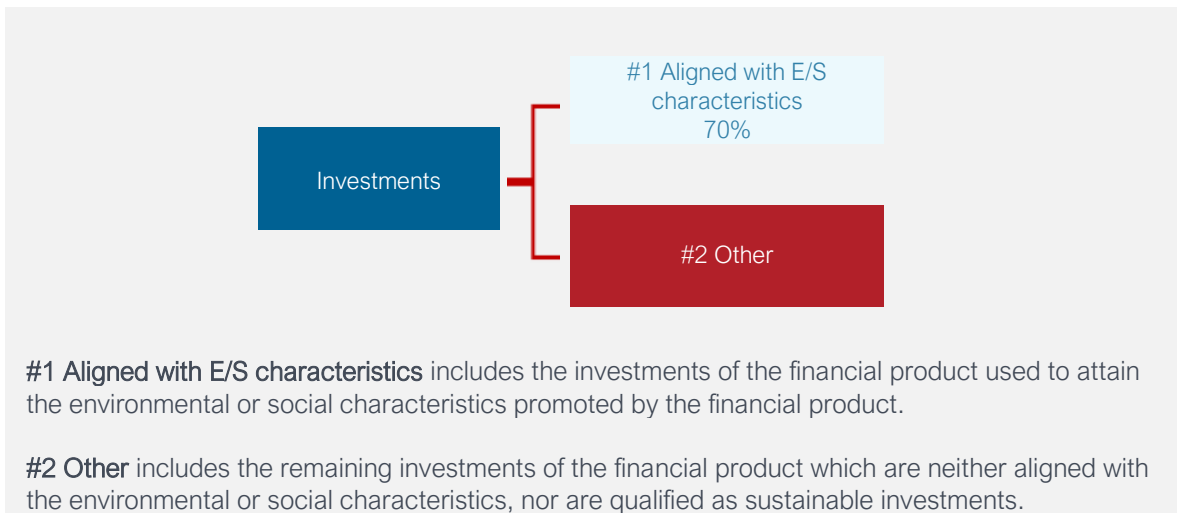 #1 Aligned with E/S
characteristics
70%
Investments
#2 Other
#1 Aligned with E/S characteristics includes the investments of the financial product used to attain
the environmental or social characteristics promoted by the financial product.
#2 Other includes the remaining investments of the financial product which are neither aligned with
the environmental or social characteristics, nor are qualified as sustainable investments.